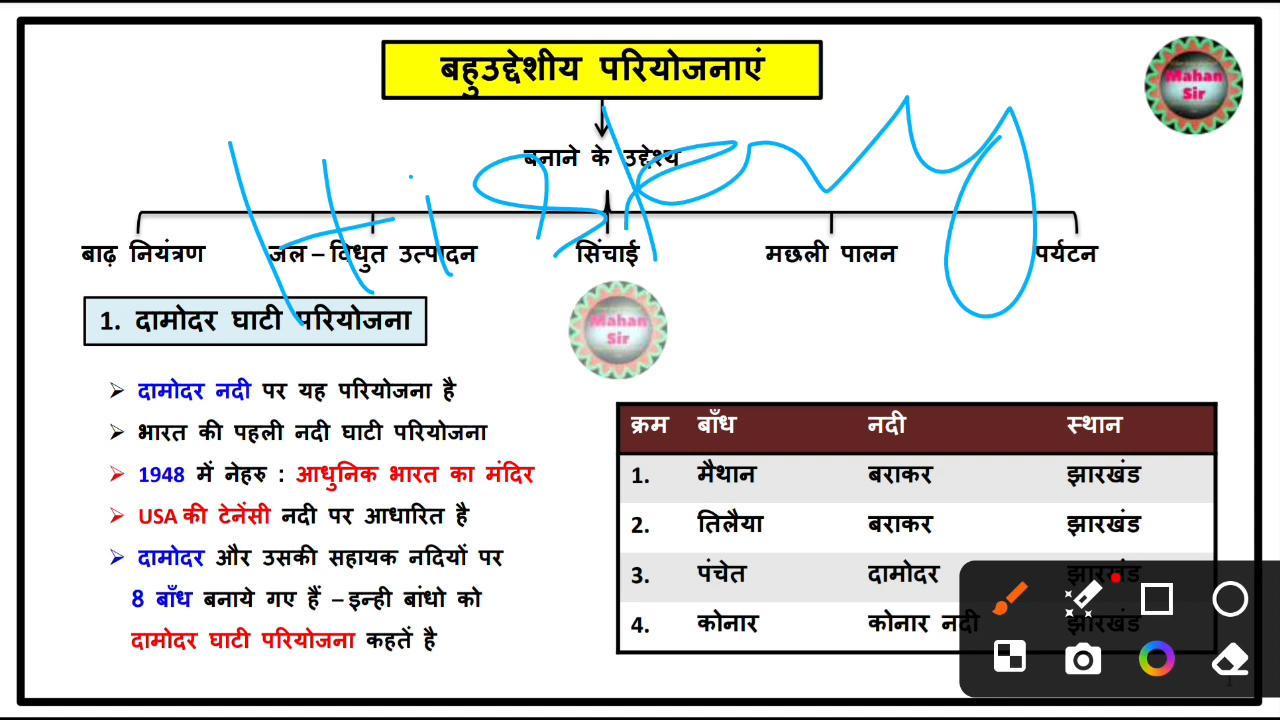 बहुउद्देशीय परियोजनाएं
Mahan Sir
बनाने के उद्देश्य
History
बाढ़ नियंत्रण जल – विधुत उत्पादन सिंचाई मछली पालन पर्यटन
1. दामोदर घाटी परियोजना
Mahan Sir
दामोदर नदी पर यह परियोजना है
भारत की पहली नदी घाटी परियोजना
1948 में नेहरु : आधुनिक भारत का मंदिर
USA की टेनेंसी नदी पर आधारित है
दामोदर और उसकी सहायक नदियों पर
8 बाँध बनाये गए हैं – इन्ही बांधो को
दामोदर घाटी परियोजना कहतें है
क्रम बाँध नदी स्थान
1. मैथान बराकर झारखंड
2. तिलैया बराकर झारखंड
3. पंचेत दामोदर झारखंड
4. कोनार कोनार नदी झारखंड